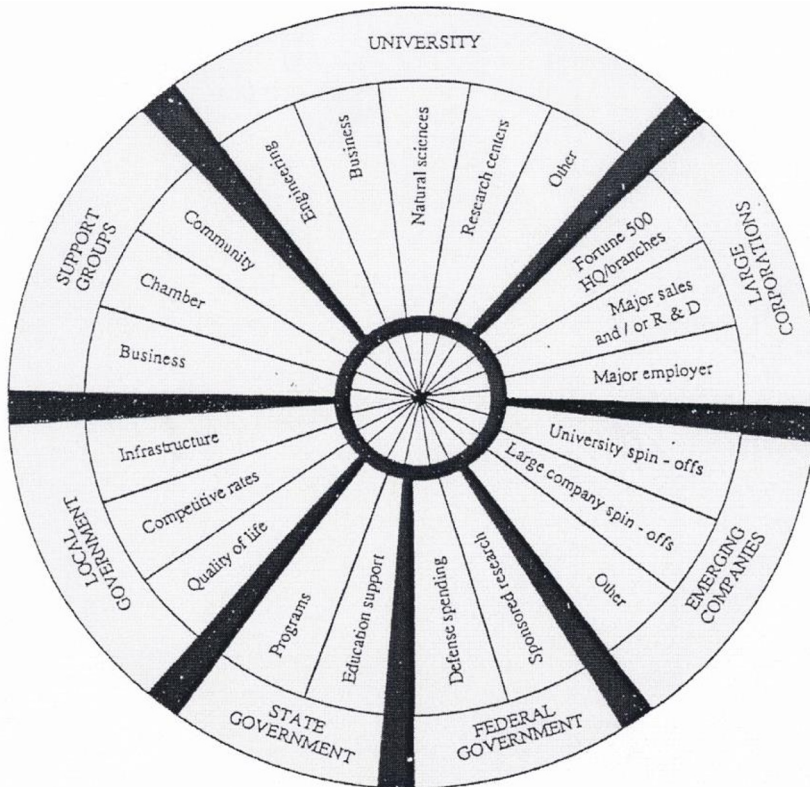 UNIVERSITY
Engineering
Business
Natural sciences
Research centers
Other
LARGE
CORPORATIONS
Fortune 500
HQ/branches
Major sales
and / or R & D
Major employer
EMERGING
COMPANIES
University spin - offs
Large company spin - offs
Other
FEDERAL
GOVERNMENT
Sponsored research
Defense spending
STATE
GOVERNMENT
Education support
Programs
LOCAL
GOVERNMENT
Quality of life
Competitive rates
Infrastructure
SUPPORT
GROUPS
Business
Chamber
Community